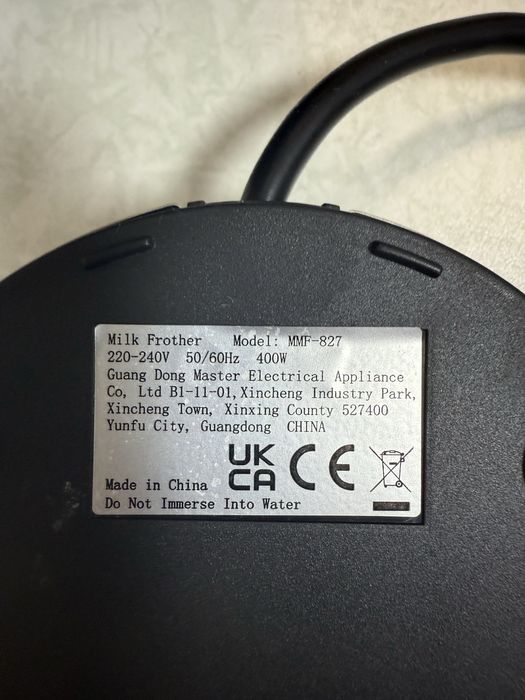 Milk Frother Model: MMF-827
220-240V 50/60Hz 400W
Guang Dong Master Electrical Appliance
Co, Ltd B1-11-01, Xincheng Industry Park,
Xincheng Town, Xinxing County 527400
Yunfu City, Guangdong CHINA
UK
CA CE
Made in China
Do Not Immerse Into Water